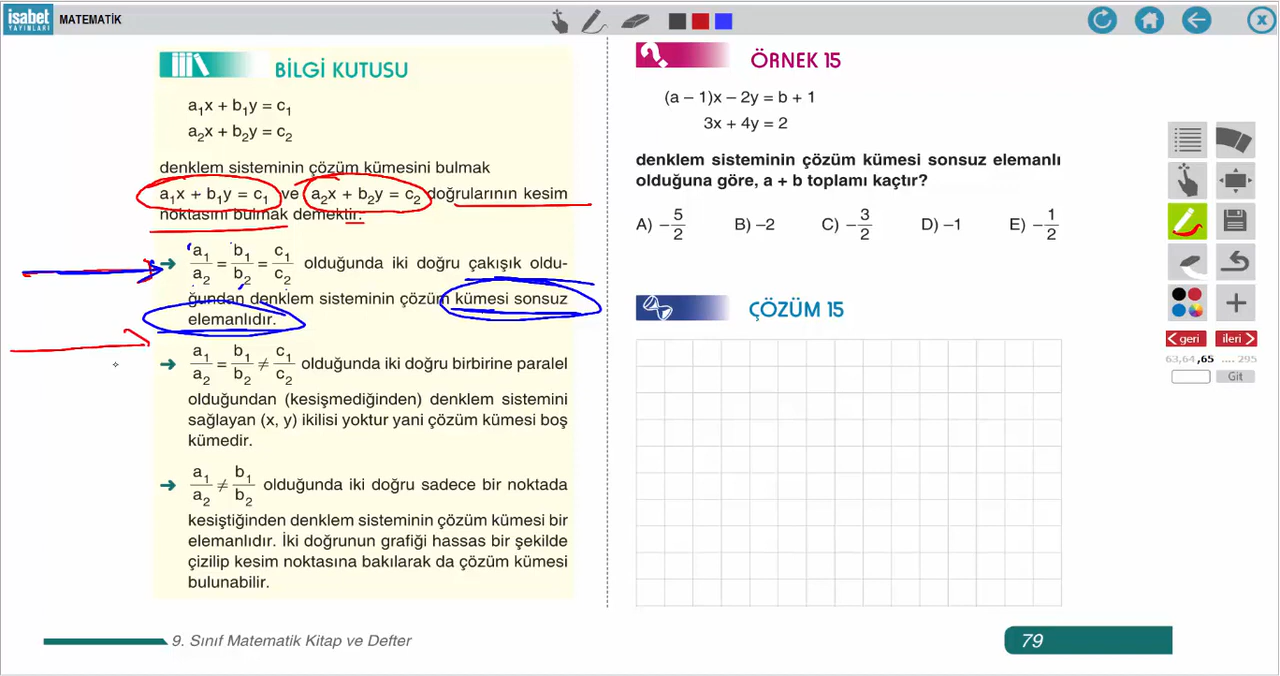 isabet
YAYINLARI
MATEMATİK
BİLGİ KUTUSU
a₁x + b₁y = c₁
a₂x + b₂y = c₂
denklem sisteminin çözüm kümesini bulmak
a₁x + b₁y = c₁ ve a₂x + b₂y = c₂ doğrularının kesim
noktasını bulmak demektir.
a₁/a₂ = b₁/b₂ = c₁/c₂ olduğunda iki doğru çakışık oldu-
ğundan denklem sisteminin çözüm kümesi sonsuz
elemanlıdır.
a₁/a₂ = b₁/b₂ ≠ c₁/c₂ olduğunda iki doğru birbirine paralel
olduğundan (kesişmediğinden) denklem sistemini
sağlayan (x, y) ikilisi yoktur yani çözüm kümesi boş
kümedir.
a₁/a₂ ≠ b₁/b₂ olduğunda iki doğru sadece bir noktada
kesiştiğinden denklem sisteminin çözüm kümesi bir
elemanlıdır. İki doğrunun grafiği hassas bir şekilde
çizilip kesim noktasına bakılarak da çözüm kümesi
bulunabilir.
9. Sınıf Matematik Kitap ve Defter
ÖRNEK 15
(a – 1)x – 2y = b + 1
3x + 4y = 2
denklem sisteminin çözüm kümesi sonsuz elemanlı
olduğuna göre, a + b toplamı kaçtır?
A) –5/2 B) –2 C) –3/2 D) –1 E) –1/2
ÇÖZÜM 15
79
geri ileri
63,64,65 .... 295
Git